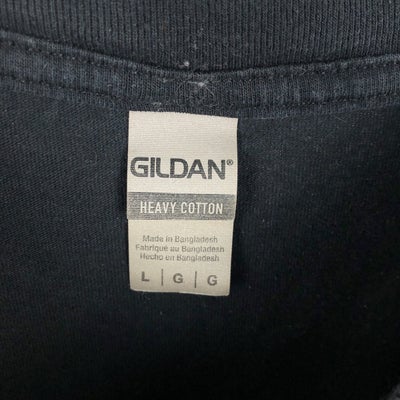 GILDAN®
HEAVY COTTON
Made in Bangladesh
Fabriqué au Bangladesh
Hecho en Bangladesh
L | G | G